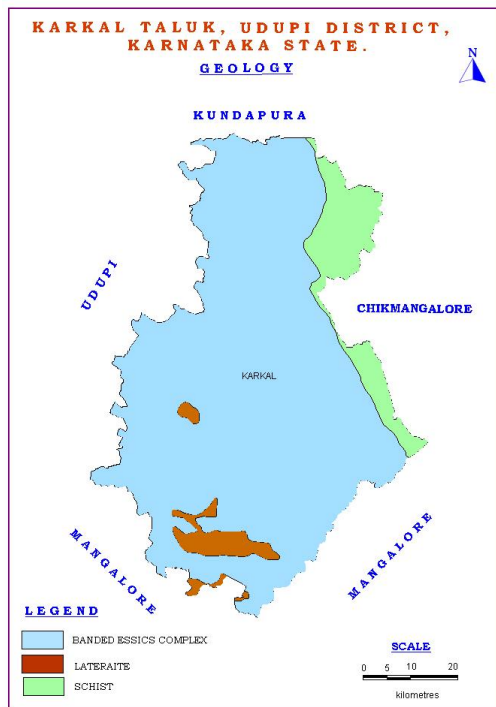 KARKAL TALUK, UDUPI DISTRICT,
KARNATAKA STATE.
GEOLOGY
N
KUNDAPURA
UDUPI
CHIKMANGALORE
KARKAL
MANGALORE
MANGALORE
LEGEND
BANDED ESSICS COMPLEX
LATERAITE
SCHIST
SCALE
0 5 10 20
kilometres